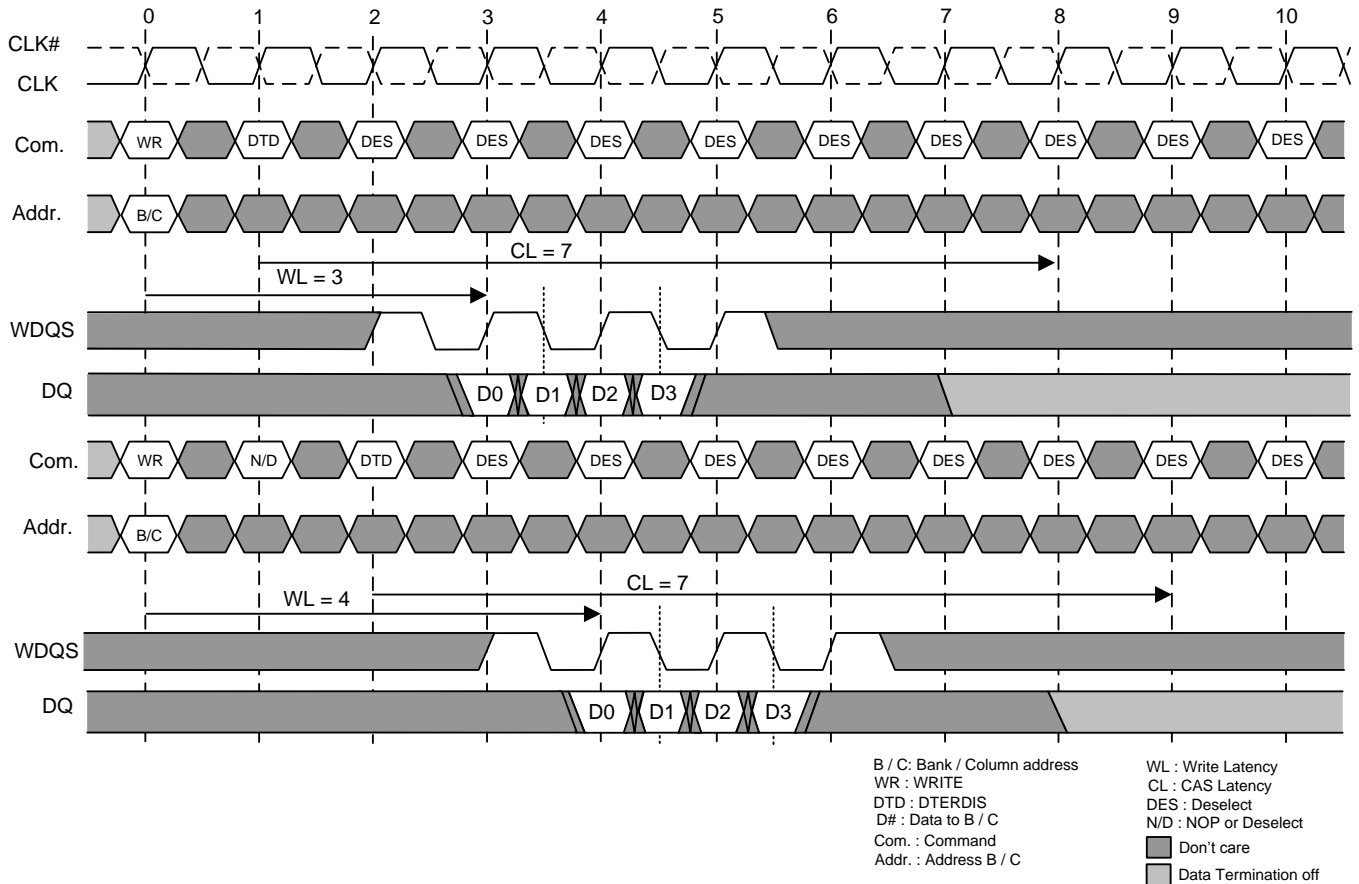 0 1 2 3 4 5 6 7 8 9 10
CLK#
CLK
Com. WR DTD DES DES DES DES DES DES DES DES DES
Addr. B/C
CL = 7
WL = 3
WDQS
DQ D0 D1 D2 D3
Com. WR N/D DTD DES DES DES DES DES DES DES DES
Addr. B/C
CL = 7
WL = 4
WDQS
DQ D0 D1 D2 D3
B / C: Bank / Column address
WR : WRITE
DTD : DTERDIS
D# : Data to B / C
Com. : Command
Addr. : Address B / C
WL : Write Latency
CL : CAS Latency
DES : Deselect
N/D : NOP or Deselect
Don't care
Data Termination off